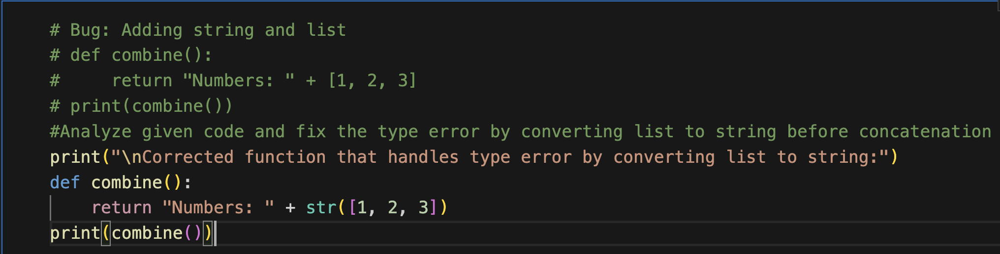 # Bug: Adding string and list
# def combine():
#     return "Numbers: " + [1, 2, 3]
# print(combine())
#Analyze given code and fix the type error by converting list to string before concatenation
print("\nCorrected function that handles type error by converting list to string:")
def combine():
    return "Numbers: " + str([1, 2, 3])
print(combine())